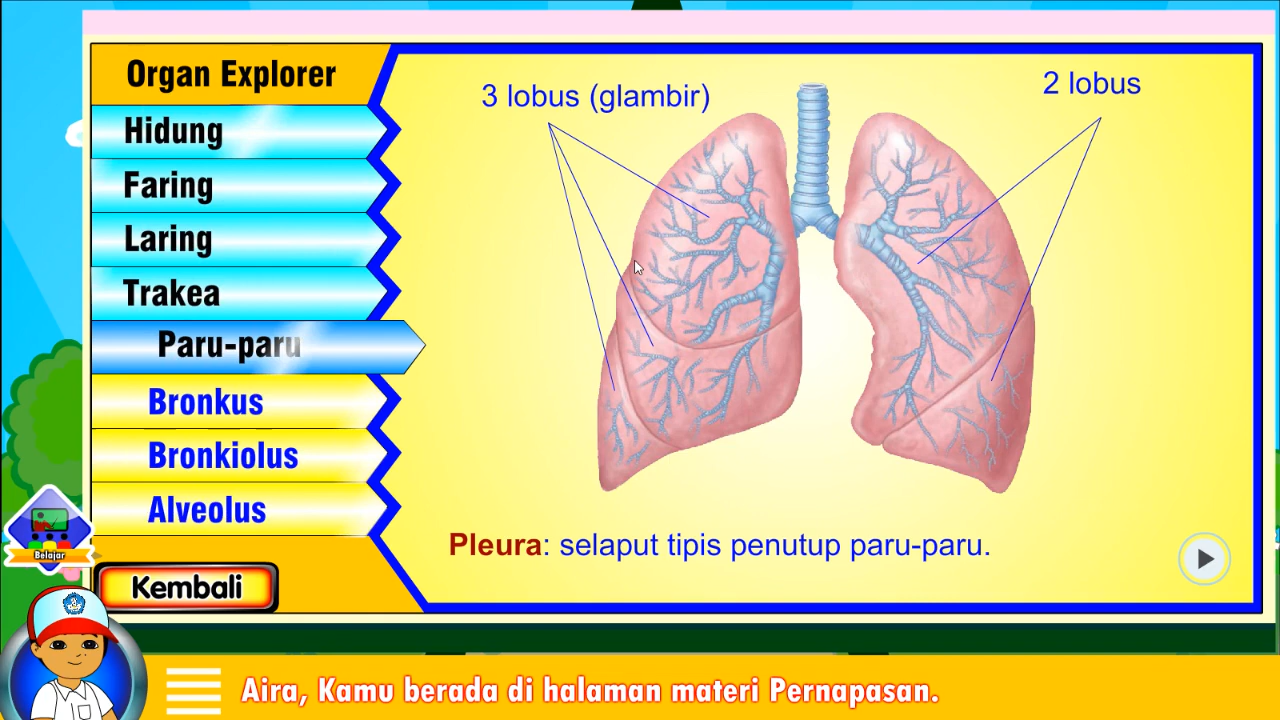 Organ Explorer
Hidung
Faring
Laring
Trakea
Paru-paru
Bronkus
Bronkiolus
Alveolus
Kembali
Belajar
3 lobus (glambir)
2 lobus
Pleura: selaput tipis penutup paru-paru.
Aira, Kamu berada di halaman materi Pernapasan.